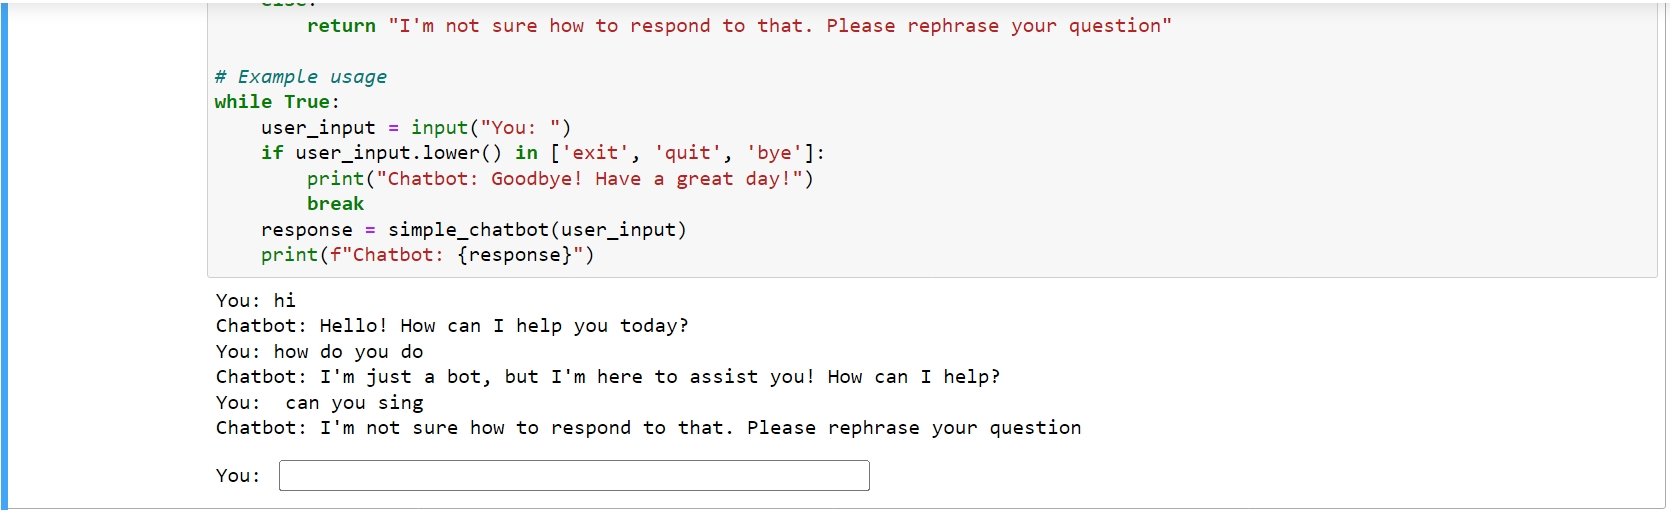 return "I'm not sure how to respond to that. Please rephrase your question"

# Example usage
while True:
    user_input = input("You: ")
    if user_input.lower() in ['exit', 'quit', 'bye']:
        print("Chatbot: Goodbye! Have a great day!")
        break
    response = simple_chatbot(user_input)
    print(f"Chatbot: {response}")
You: hi
Chatbot: Hello! How can I help you today?
You: how do you do
Chatbot: I'm just a bot, but I'm here to assist you! How can I help?
You:  can you sing
Chatbot: I'm not sure how to respond to that. Please rephrase your question
You: